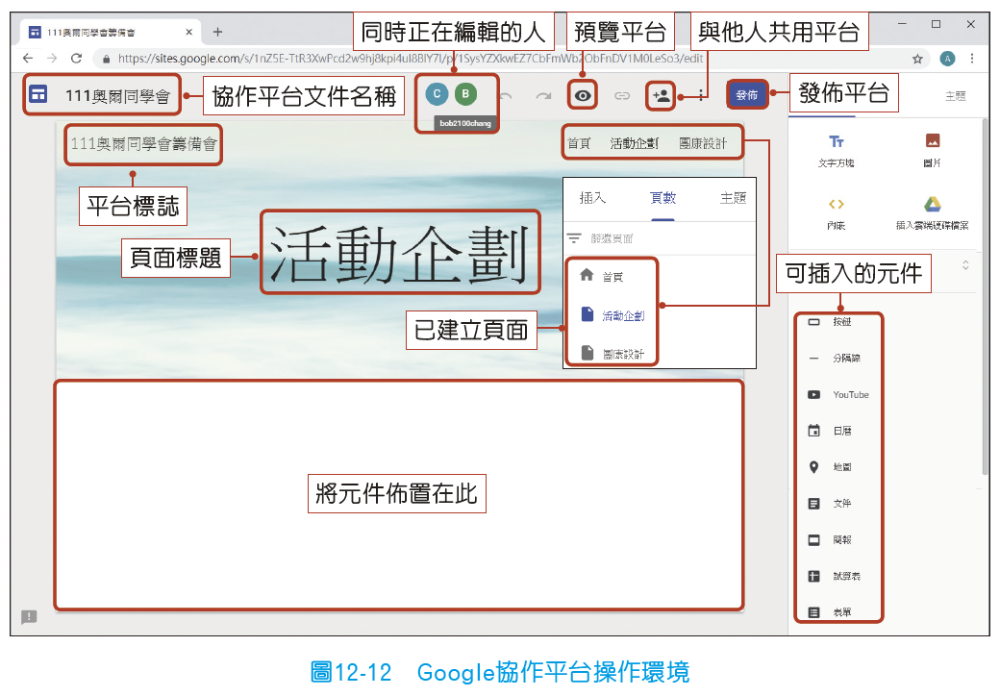 111奧爾同學會籌備會
同時正在編輯的人
預覽平台
與他人共用平台
https://sites.google.com/s/1nZ5E-TtR3XwPcd2w9hj8kpi4ul8BlY7l/p/1SysYZXkwEZ7CbFmWb2ObFnDV1M0LeSo3/edit
A
111奧爾同學會
協作平台文件名稱
C B
發佈
發佈平台
主題
bob2100chang
111奧爾同學會籌備會
首頁 活動企劃 團康設計
文字方塊
圖片
平台標誌
插入 頁數 主題
內嵌
插入雲端硬碟檔案
頁面標題
活動企劃
篩選頁面
首頁
可插入的元件
活動企劃
已建立頁面
團康設計
按鈕
分隔線
YouTube
日曆
地圖
將元件佈置在此
文件
簡報
試算表
表單
圖12-12 Google協作平台操作環境